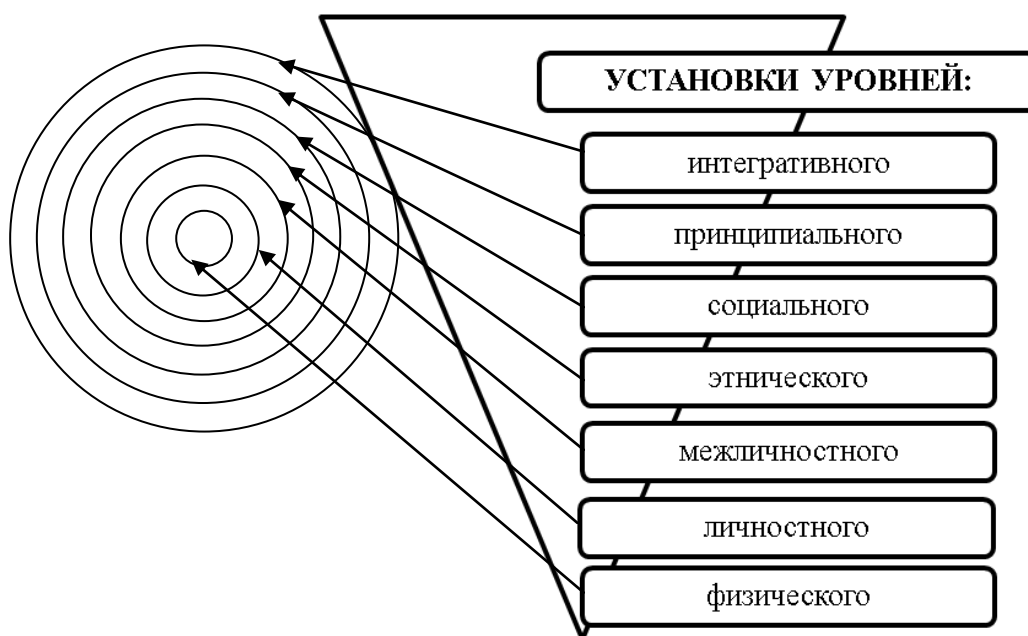 УСТАНОВКИ УРОВНЕЙ:
интегративного
принципиального
социального
этнического
межличностного
личностного
физического